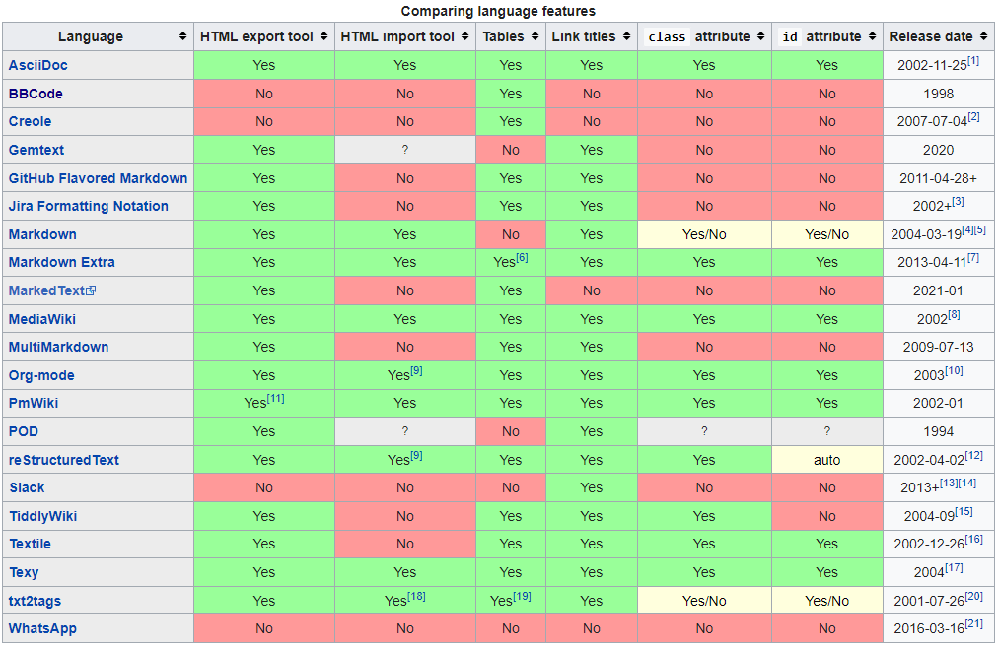 Comparing language features
Language HTML export tool HTML import tool Tables Link titles class attribute id attribute Release date
AsciiDoc Yes Yes Yes Yes Yes Yes 2002-11-25[1]
BBCode No No Yes No No No 1998
Creole No No Yes No No No 2007-07-04[2]
Gemtext Yes ? No Yes No No 2020
GitHub Flavored Markdown Yes No Yes Yes No No 2011-04-28+
Jira Formatting Notation Yes No Yes Yes No No 2002+[3]
Markdown Yes Yes No Yes Yes/No Yes/No 2004-03-19[4][5]
Markdown Extra Yes Yes Yes[6] Yes Yes Yes 2013-04-11[7]
MarkedText Yes No Yes No No No 2021-01
MediaWiki Yes Yes Yes Yes Yes Yes 2002[8]
MultiMarkdown Yes No Yes Yes No No 2009-07-13
Org-mode Yes Yes[9] Yes Yes Yes Yes 2003[10]
PmWiki Yes[11] Yes Yes Yes Yes Yes 2002-01
POD Yes ? No Yes ? ? 1994
reStructuredText Yes Yes[9] Yes Yes Yes auto 2002-04-02[12]
Slack No No No Yes No No 2013+[13][14]
TiddlyWiki Yes No Yes Yes Yes No 2004-09[15]
Textile Yes No Yes Yes Yes Yes 2002-12-26[16]
Texy Yes Yes Yes Yes Yes Yes 2004[17]
txt2tags Yes Yes[18] Yes[19] Yes Yes/No Yes/No 2001-07-26[20]
WhatsApp No No No No No No 2016-03-16[21]